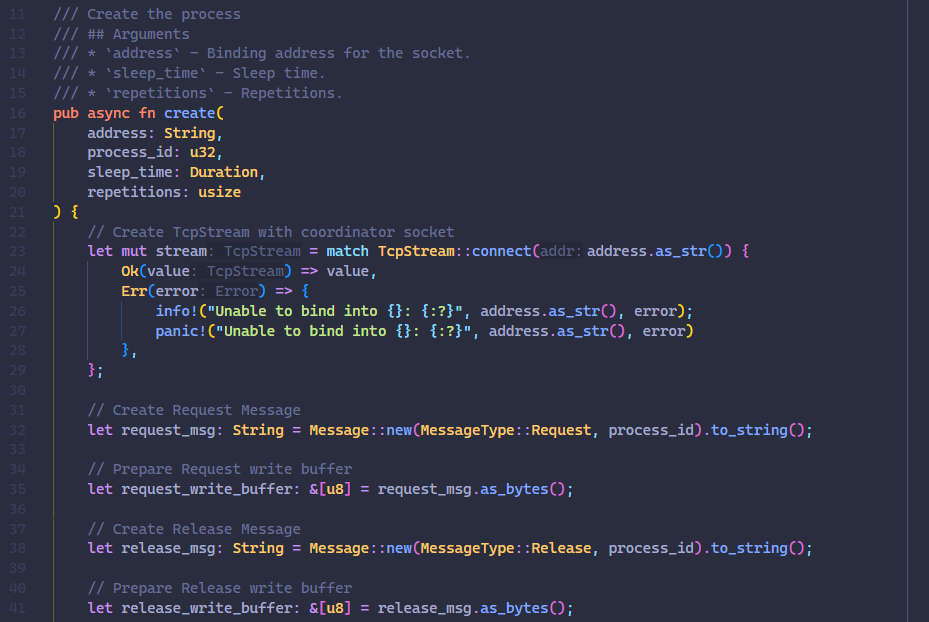 11 /// Create the process
12 /// ## Arguments
13 /// * `address` - Binding address for the socket.
14 /// * `sleep_time` - Sleep time.
15 /// * `repetitions` - Repetitions.
16 pub async fn create(
17     address: String,
18     process_id: u32,
19     sleep_time: Duration,
20     repetitions: usize
21 ) {
22     // Create TcpStream with coordinator socket
23     let mut stream: TcpStream = match TcpStream::connect(addr: address.as_str()) {
24         Ok(value: TcpStream) => value,
25         Err(error: Error) => {
26             info!("Unable to bind into {}: {:?}", address.as_str(), error);
27             panic!("Unable to bind into {}: {:?}", address.as_str(), error)
28         },
29     };
30
31     // Create Request Message
32     let request_msg: String = Message::new(MessageType::Request, process_id).to_string();
33
34     // Prepare Request write buffer
35     let request_write_buffer: &[u8] = request_msg.as_bytes();
36
37     // Create Release Message
38     let release_msg: String = Message::new(MessageType::Release, process_id).to_string();
39
40     // Prepare Release write buffer
41     let release_write_buffer: &[u8] = release_msg.as_bytes();